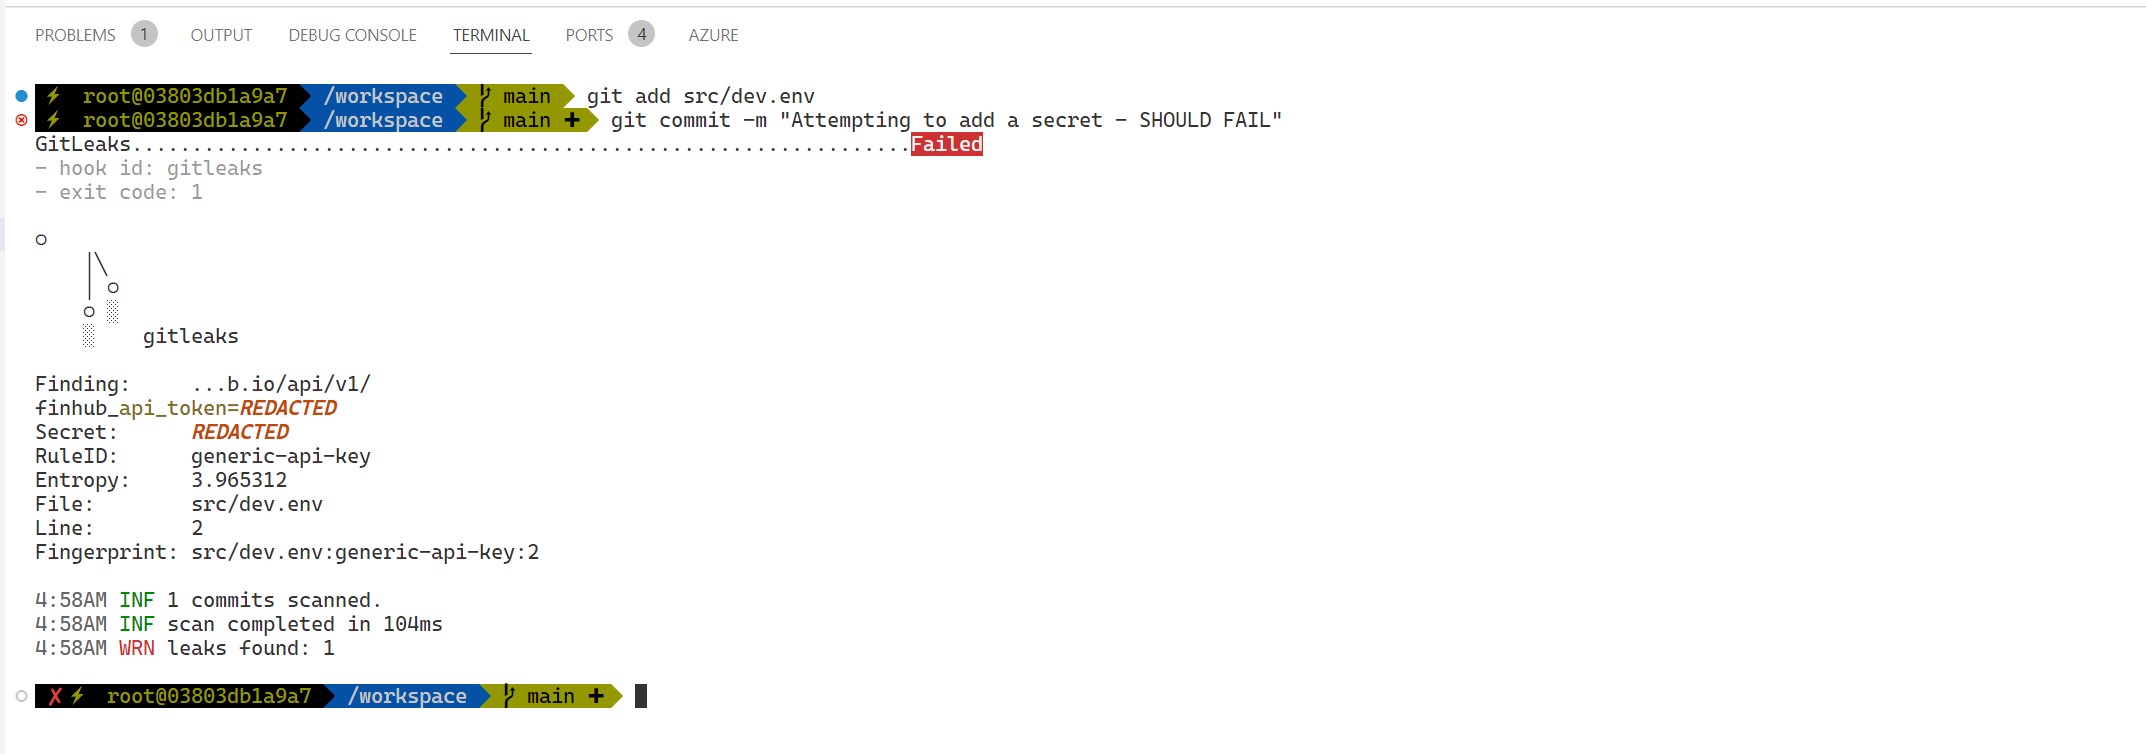 PROBLEMS 1 OUTPUT DEBUG CONSOLE TERMINAL PORTS 4 AZURE
root@03803db1a9a7 /workspace main git add src/dev.env
root@03803db1a9a7 /workspace main + git commit -m "Attempting to add a secret - SHOULD FAIL"
GitLeaks.................................................................Failed
- hook id: gitleaks
- exit code: 1
○
│╲
│ ○
○ ░
░ gitleaks
Finding: ...b.io/api/v1/
finhub_api_token=REDACTED
Secret: REDACTED
RuleID: generic-api-key
Entropy: 3.965312
File: src/dev.env
Line: 2
Fingerprint: src/dev.env:generic-api-key:2
4:58AM INF 1 commits scanned.
4:58AM INF scan completed in 104ms
4:58AM WRN leaks found: 1
✗ root@03803db1a9a7 /workspace main +